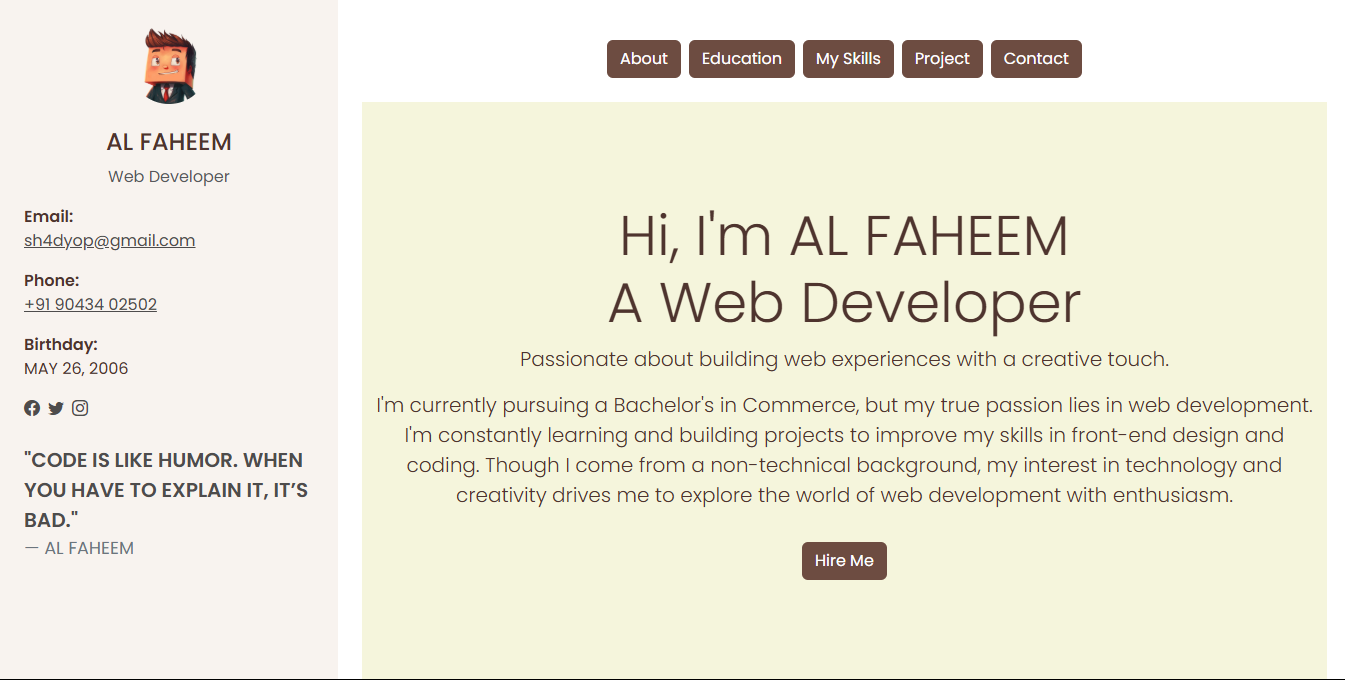 AL FAHEEM
Web Developer
Email:
sh4dyop@gmail.com
Phone:
+91 90434 02502
Birthday:
MAY 26, 2006
"CODE IS LIKE HUMOR. WHEN
YOU HAVE TO EXPLAIN IT, IT’S
BAD."
— AL FAHEEM
About
Education
My Skills
Project
Contact
Hi, I'm AL FAHEEM
A Web Developer
Passionate about building web experiences with a creative touch.
I'm currently pursuing a Bachelor's in Commerce, but my true passion lies in web development.
I'm constantly learning and building projects to improve my skills in front-end design and
coding. Though I come from a non-technical background, my interest in technology and
creativity drives me to explore the world of web development with enthusiasm.
Hire Me